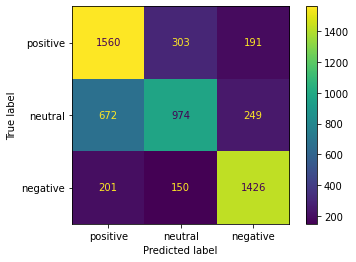 positive 1560 303 191
neutral 672 974 249
negative 201 150 1426
positive neutral negative
Predicted label
True label
1400
1200
1000
800
600
400
200